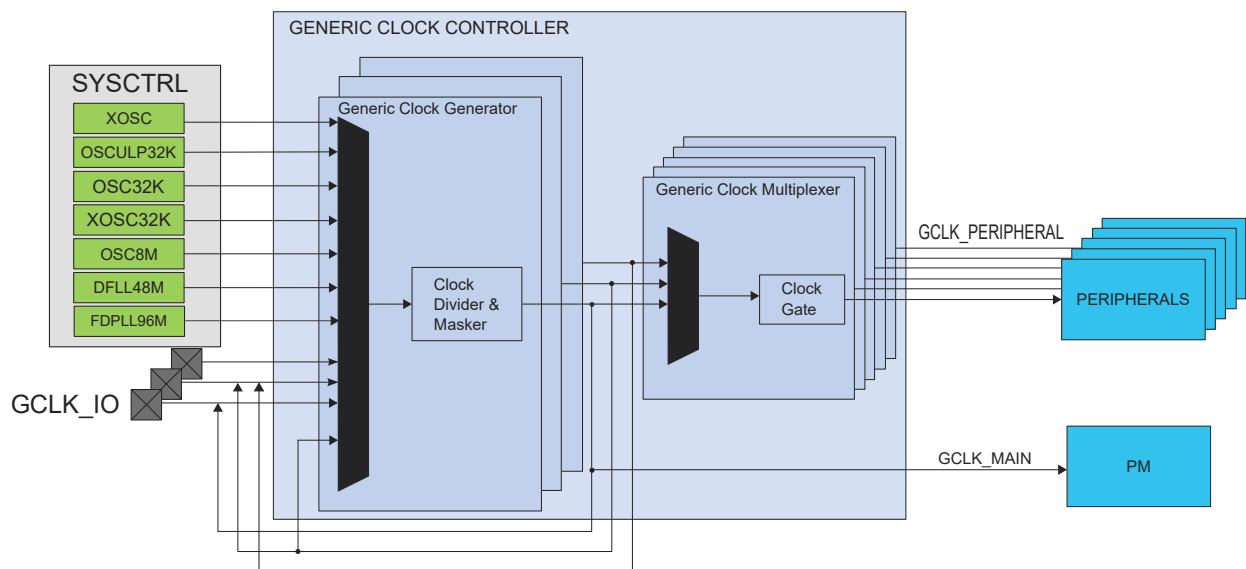 GENERIC CLOCK CONTROLLER
SYSCTRL
XOSC
OSCULP32K
OSC32K
XOSC32K
OSC8M
DFLL48M
FDPLL96M
GCLK_IO
Generic Clock Generator
Clock
Divider &
Masker
Generic Clock Multiplexer
Clock
Gate
GCLK_PERIPHERAL
PERIPHERALS
GCLK_MAIN
PM